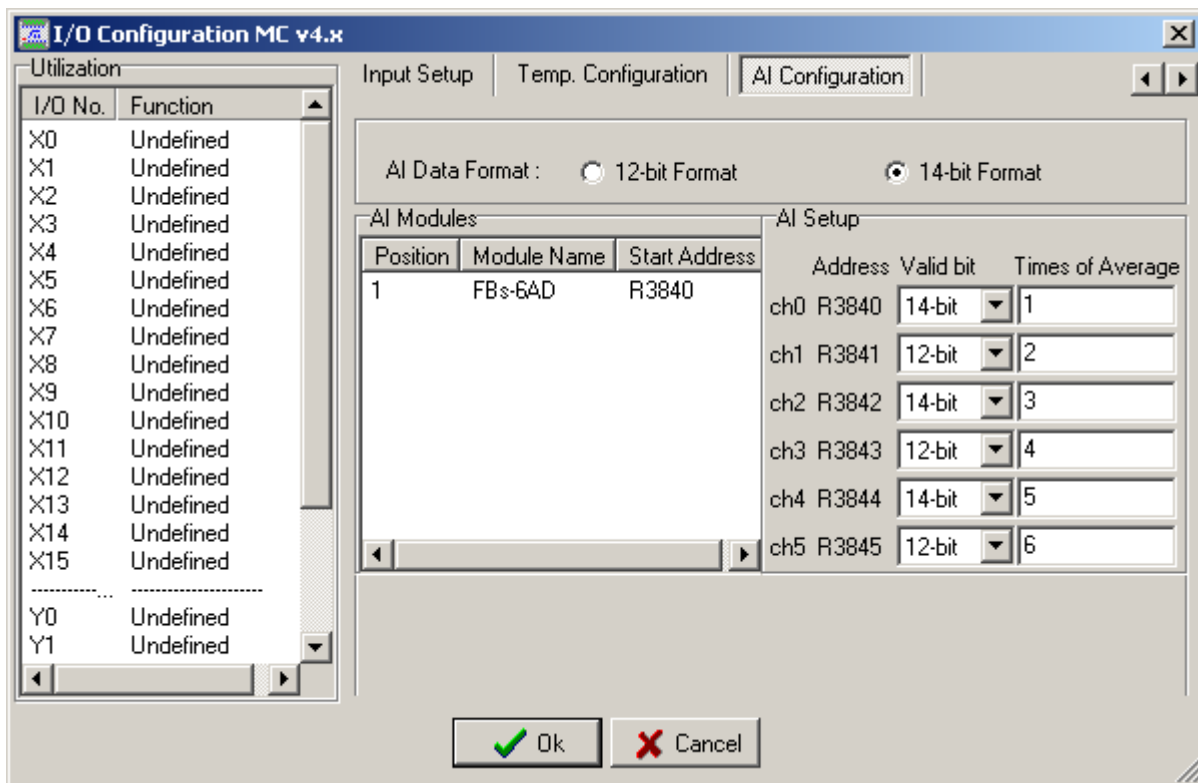 I/O Configuration MC v4.x
Utilization
I/O No. Function
X0 Undefined
X1 Undefined
X2 Undefined
X3 Undefined
X4 Undefined
X5 Undefined
X6 Undefined
X7 Undefined
X8 Undefined
X9 Undefined
X10 Undefined
X11 Undefined
X12 Undefined
X13 Undefined
X14 Undefined
X15 Undefined
-----------... ----------------------
Y0 Undefined
Y1 Undefined
Input Setup Temp. Configuration AI Configuration
AI Data Format : 12-bit Format 14-bit Format
AI Modules
Position Module Name Start Address
1 FBs-6AD R3840
AI Setup
Address Valid bit Times of Average
ch0 R3840 14-bit 1
ch1 R3841 12-bit 2
ch2 R3842 14-bit 3
ch3 R3843 12-bit 4
ch4 R3844 14-bit 5
ch5 R3845 12-bit 6
Ok Cancel